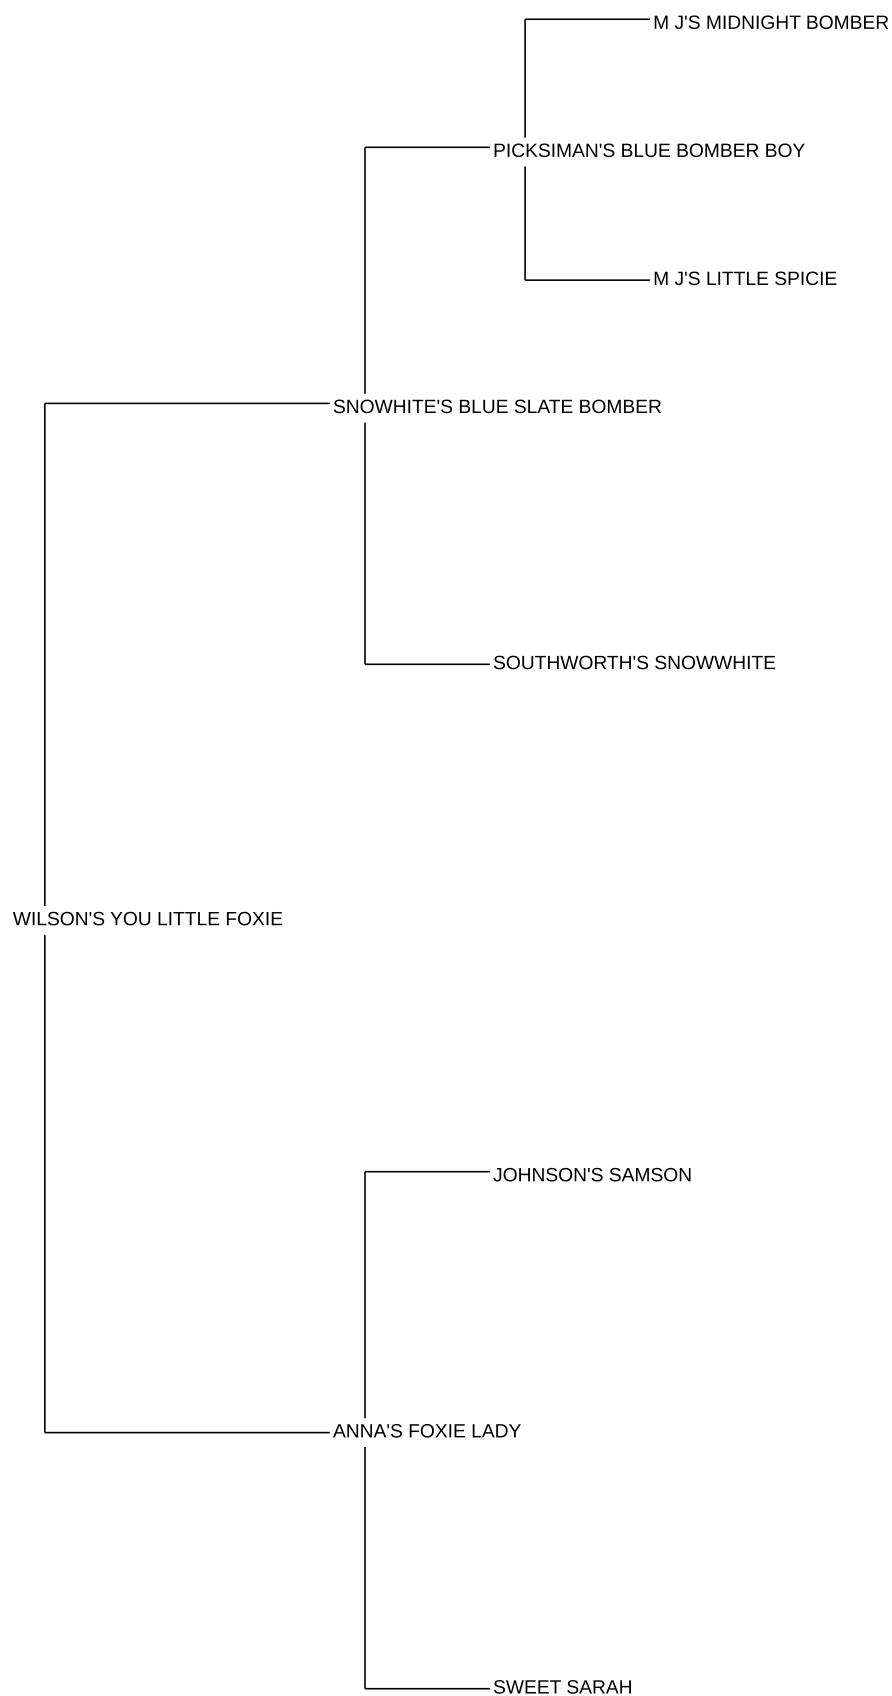 M J'S MIDNIGHT BOMBER
PICKSIMAN'S BLUE BOMBER BOY
M J'S LITTLE SPICIE
SNOWHITE'S BLUE SLATE BOMBER
SOUTHWORTH'S SNOWWHITE
WILSON'S YOU LITTLE FOXIE
JOHNSON'S SAMSON
ANNA'S FOXIE LADY
SWEET SARAH